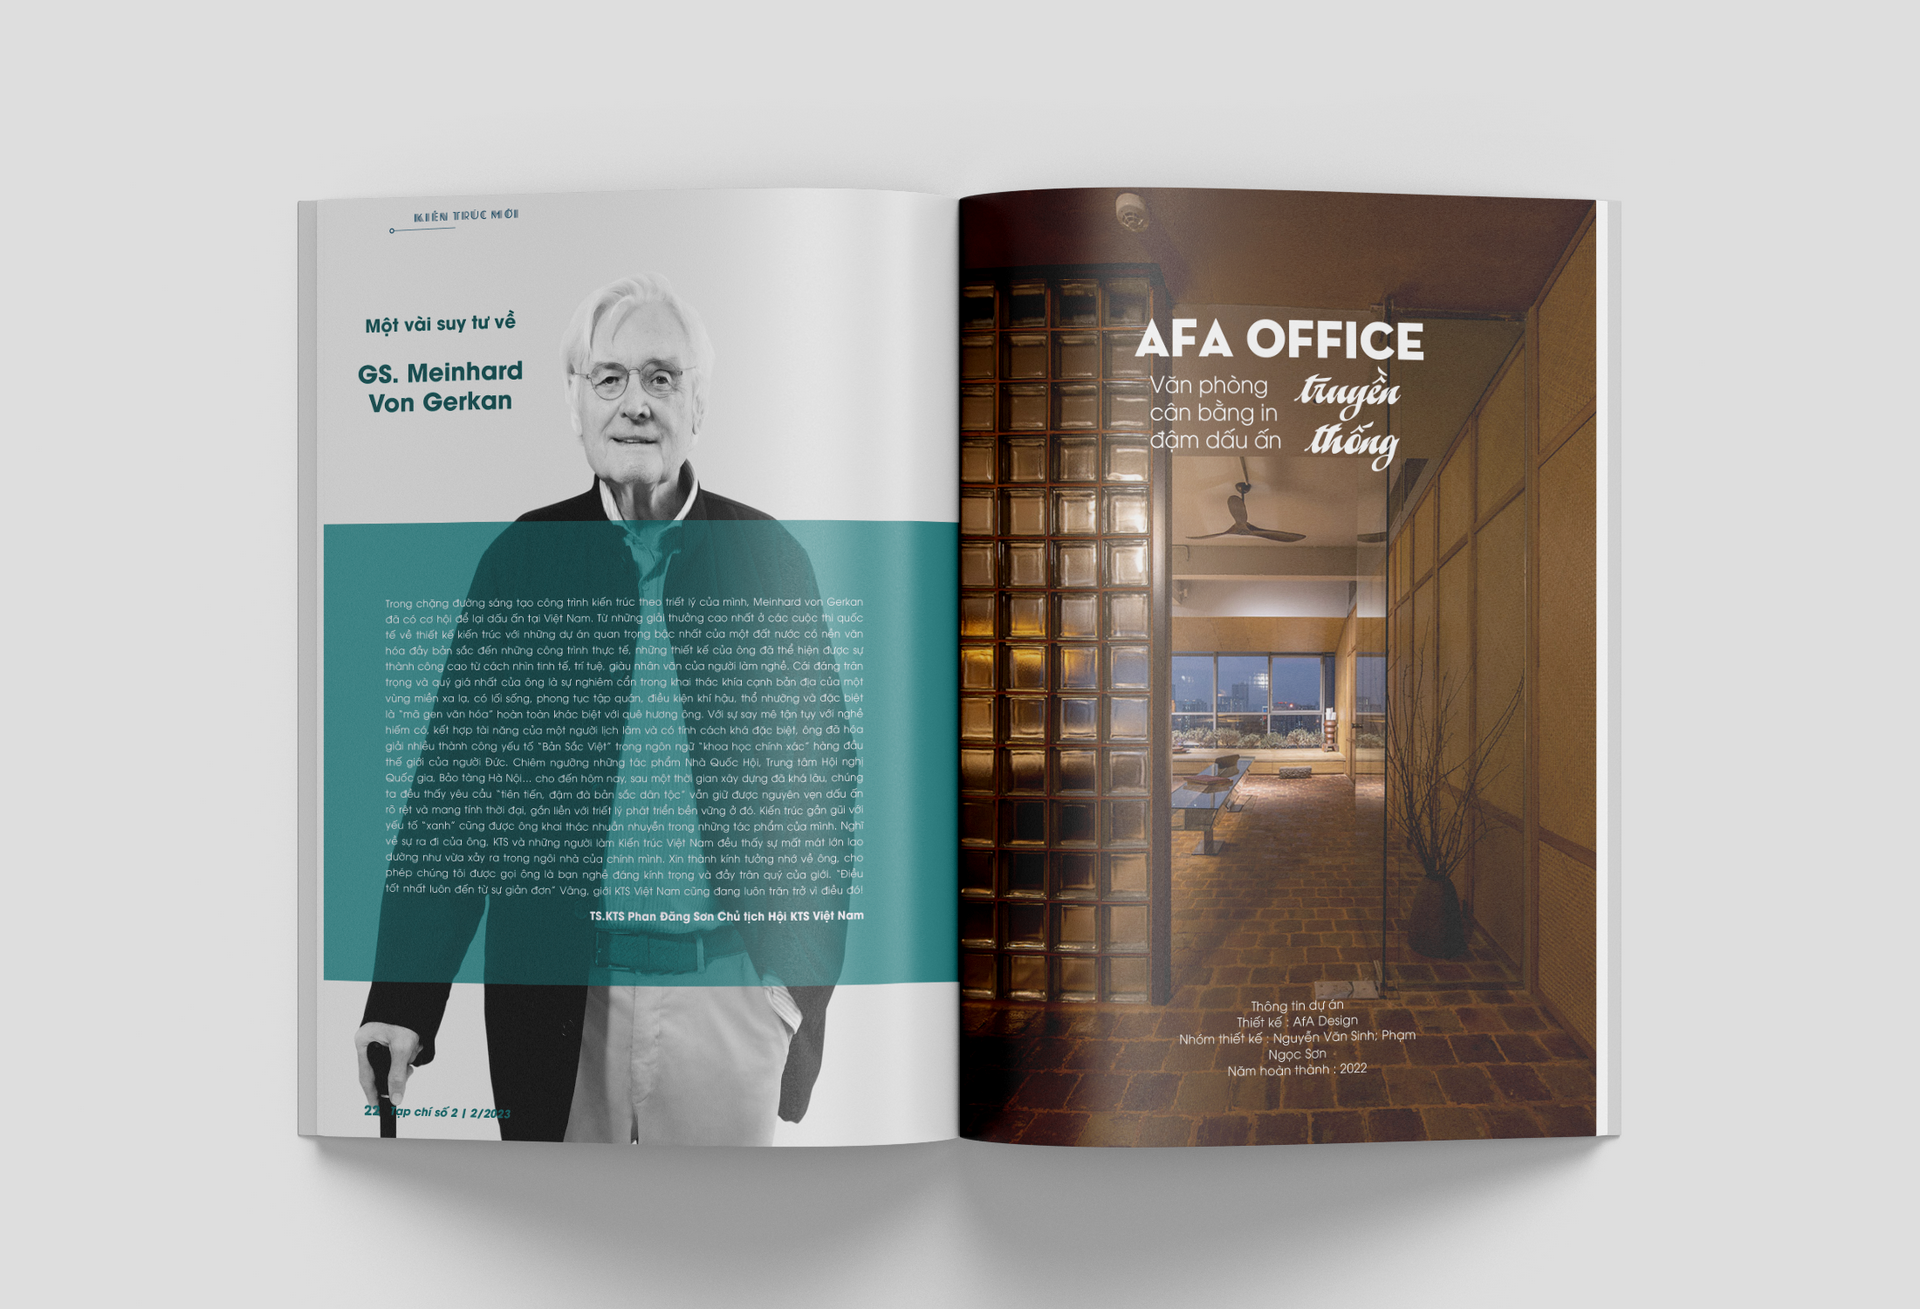 KIẾN TRÚC MỚI
Một vài suy tư về
GS. Meinhard
Von Gerkan
Trong chặng đường sáng tạo công trình kiến trúc theo triết lý của mình, Meinhard von Gerkan
đã có cơ hội để lại dấu ấn tại Việt Nam. Từ những giải thưởng cao nhất ở các cuộc thi quốc
tế về thiết kế kiến trúc với những dự án quan trọng bậc nhất của một đất nước có nền văn
hóa đầy bản sắc đến những công trình thực tế, những thiết kế của ông đã thể hiện được sự
thành công cao từ cách nhìn tinh tế, trí tuệ, giàu nhân văn của người làm nghề. Cái đáng trân
trọng và quý giá nhất của ông là sự nghiêm cẩn trong khai thác khía cạnh bản địa của một
vùng miền xa lạ, có lối sống, phong tục tập quán, điều kiện khí hậu, thổ nhưỡng và đặc biệt
là "mã gen văn hóa" hoàn toàn khác biệt với quê hương ông. Với sự say mê tận tụy với nghề
hiếm có, kết hợp tài năng của một người lịch lãm và có tính cách khá đặc biệt, ông đã hóa
giải nhiều thành công yếu tố "Bản Sắc Việt" trong ngôn ngữ "khoa học chính xác" hàng đầu
thế giới của người Đức. Chiêm ngưỡng những tác phẩm Nhà Quốc Hội, Trung tâm Hội nghị
Quốc gia, Bảo tàng Hà Nội... cho đến hôm nay, sau một thời gian xây dựng đã khá lâu, chúng
ta đều thấy yêu cầu "tiên tiến, đậm đà bản sắc dân tộc" vẫn giữ được nguyên vẹn dấu ấn
rõ rệt và mang tính thời đại, gắn liền với triết lý phát triển bền vững ở đó. Kiến trúc gần gũi với
yếu tố "xanh" cũng được ông khai thác nhuần nhuyễn trong những tác phẩm của mình. Nghĩ
về sự ra đi của ông, KTS và những người làm Kiến trúc Việt Nam đều thấy sự mất mát lớn lao
dường như vừa xảy ra trong ngôi nhà của chính mình. Xin thành kính tưởng nhớ về ông, cho
phép chúng tôi được gọi ông là bạn nghề đáng kính trọng và đầy trân quý của giới. "Điều
tốt nhất luôn đến từ sự giản đơn" Vâng, giới KTS Việt Nam cũng đang luôn trăn trở vì điều đó!
TS.KTS Phan Đăng Sơn Chủ tịch Hội KTS Việt Nam
22 Tạp chí số 2 | 2/2023
AFA OFFICE
Văn phòng
cân bằng in
đậm dấu ấn
truyền
thống
Thông tin dự án
Thiết kế : AfA Design
Nhóm thiết kế : Nguyễn Văn Sinh; Phạm
Ngọc Sơn
Năm hoàn thành : 2022